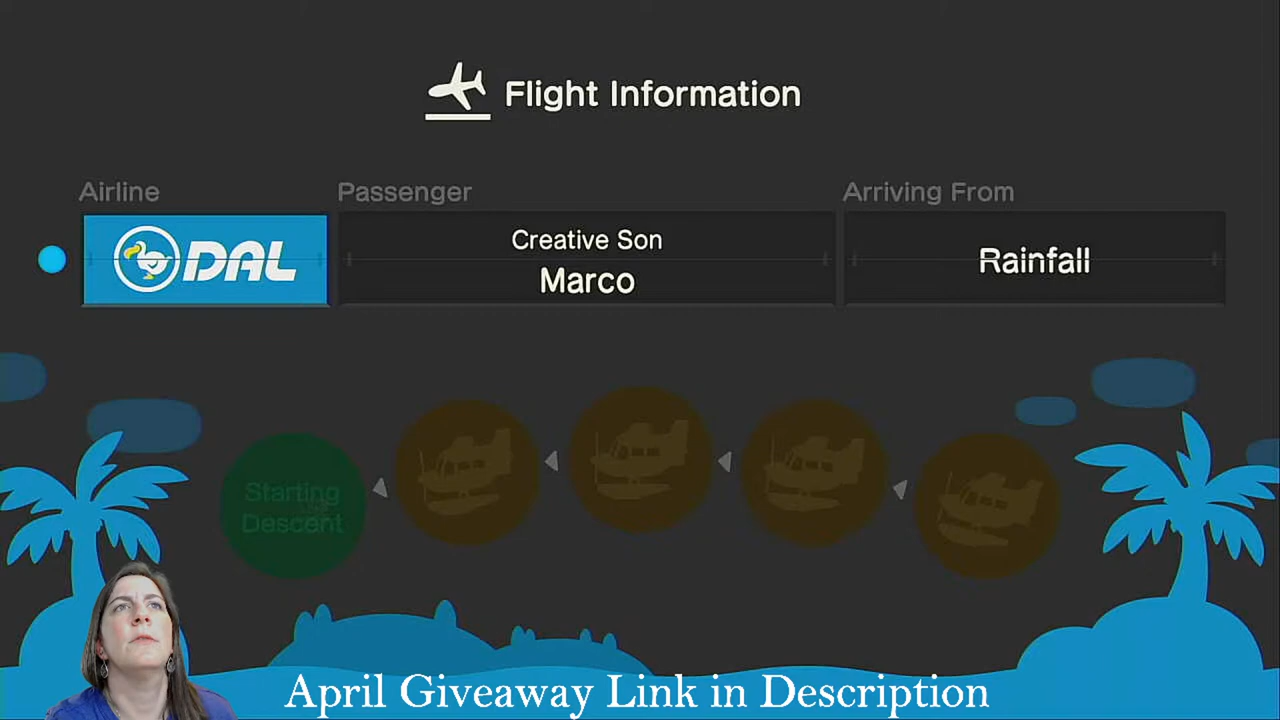 Flight Information
Airline
Passenger
Arriving From
DAL
Creative Son
Marco
Rainfall
Starting
Descent
April Giveaway Link in Description